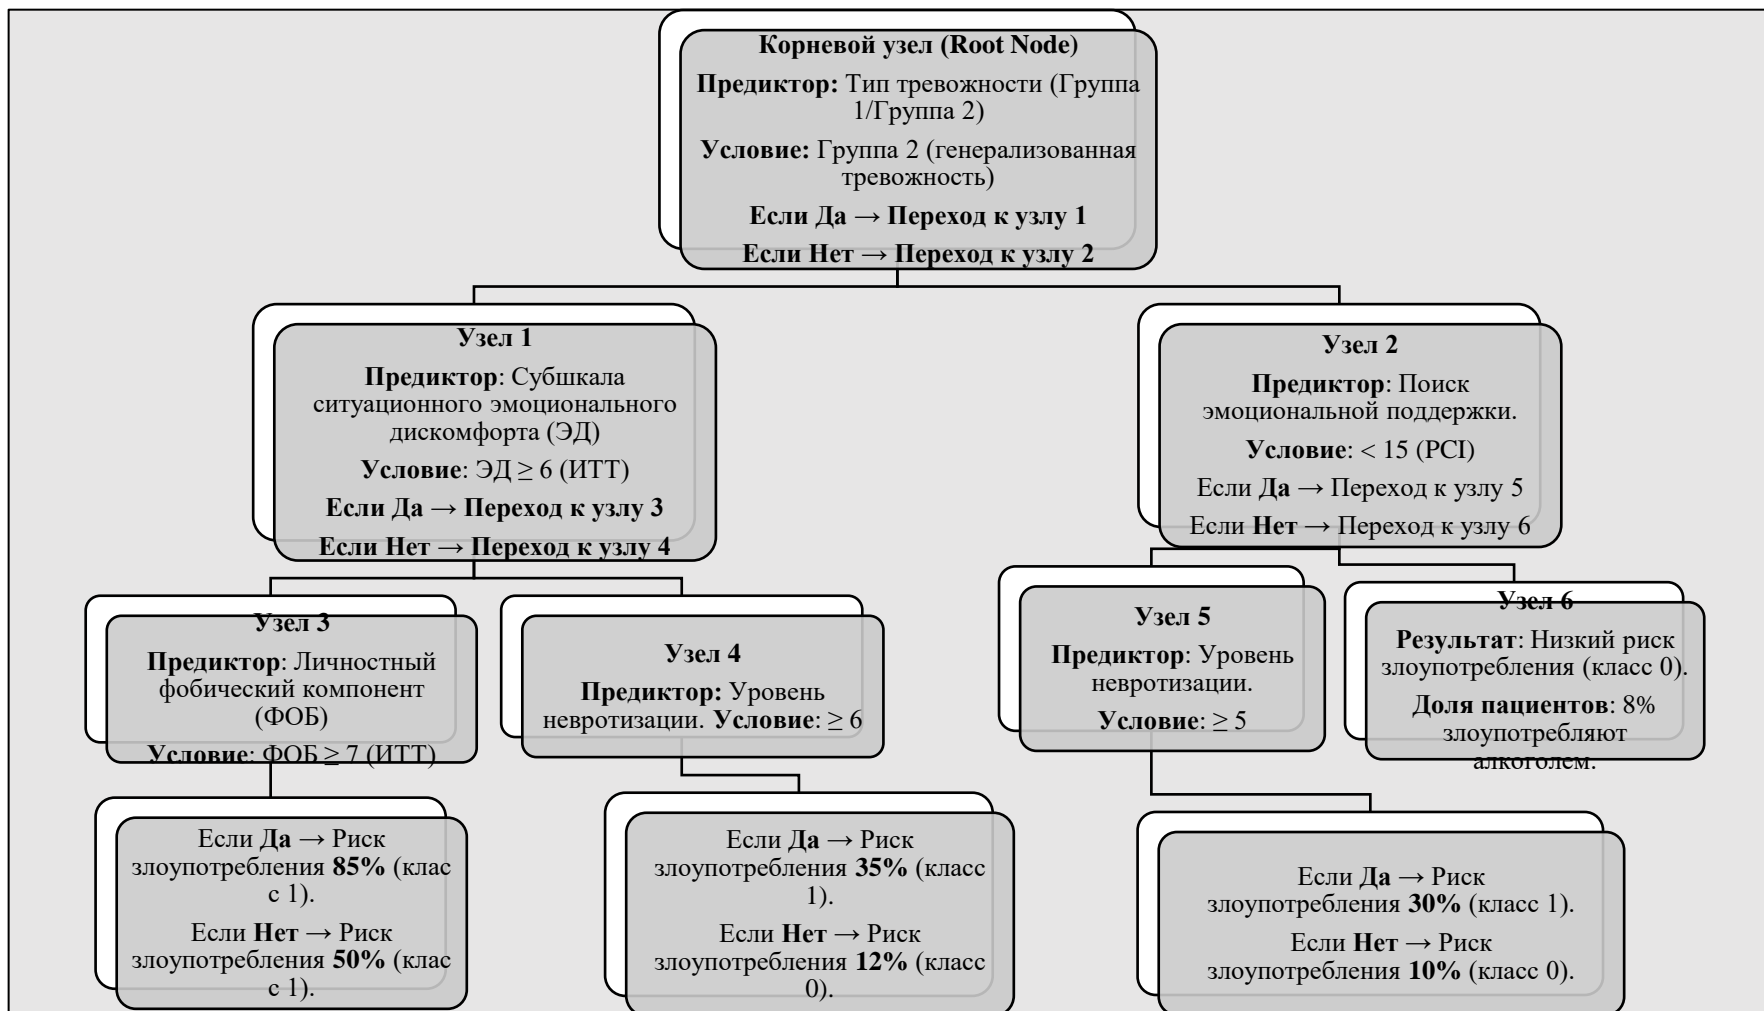 Корневой узел (Root Node)
Предиктор: Тип тревожности (Группа
1/Группа 2)
Условие: Группа 2 (генерализованная
тревожность)
Если Да → Переход к узлу 1
Если Нет → Переход к узлу 2
Узел 1
Предиктор: Субшкала
ситуационного эмоционального
дискомфорта (ЭД)
Условие: ЭД ≥ 6 (ИТТ)
Если Да → Переход к узлу 3
Если Нет → Переход к узлу 4
Узел 2
Предиктор: Поиск
эмоциональной поддержки.
Условие: < 15 (PCI)
Если Да → Переход к узлу 5
Если Нет → Переход к узлу 6
Узел 3
Предиктор: Личностный
фобический компонент
(ФОБ)
Условие: ФОБ ≥ 7 (ИТТ)
Узел 4
Предиктор: Уровень
невротизации. Условие: ≥ 6
Узел 5
Предиктор: Уровень
невротизации.
Условие: ≥ 5
Узел 6
Результат: Низкий риск
злоупотребления (класс 0).
Доля пациентов: 8%
злоупотребляют
алкоголем.
Если Да → Риск
злоупотребления 85% (клас
с 1).
Если Нет → Риск
злоупотребления 50% (клас
с 1).
Если Да → Риск
злоупотребления 35% (класс
1).
Если Нет → Риск
злоупотребления 12% (класс
0).
Если Да → Риск
злоупотребления 30% (класс 1).
Если Нет → Риск
злоупотребления 10% (класс 0).